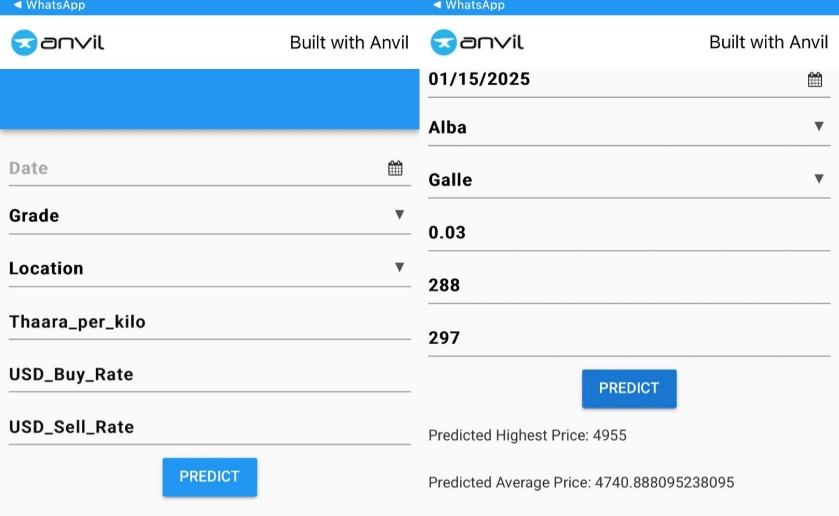 ◀ WhatsApp
anvil
Built with Anvil
Date
Grade
Location
Thaara_per_kilo
USD_Buy_Rate
USD_Sell_Rate
PREDICT
◀ WhatsApp
anvil
Built with Anvil
01/15/2025
Alba
Galle
0.03
288
297
PREDICT
Predicted Highest Price: 4955
Predicted Average Price: 4740.888095238095